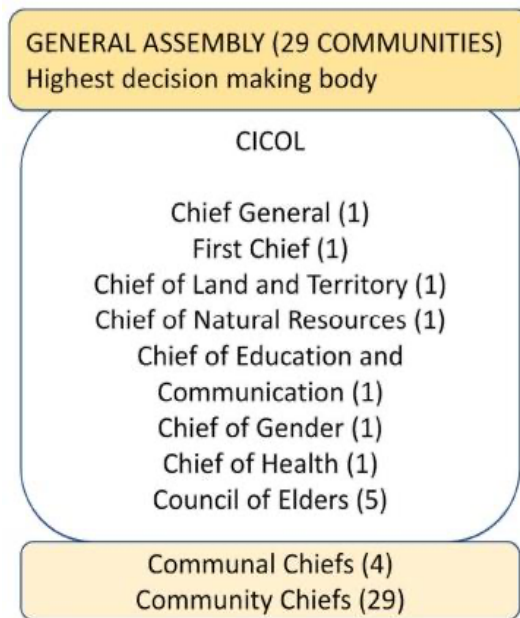 GENERAL ASSEMBLY (29 COMMUNITIES)
Highest decision making body
CICOL
Chief General (1)
First Chief (1)
Chief of Land and Territory (1)
Chief of Natural Resources (1)
Chief of Education and
Communication (1)
Chief of Gender (1)
Chief of Health (1)
Council of Elders (5)
Communal Chiefs (4)
Community Chiefs (29)